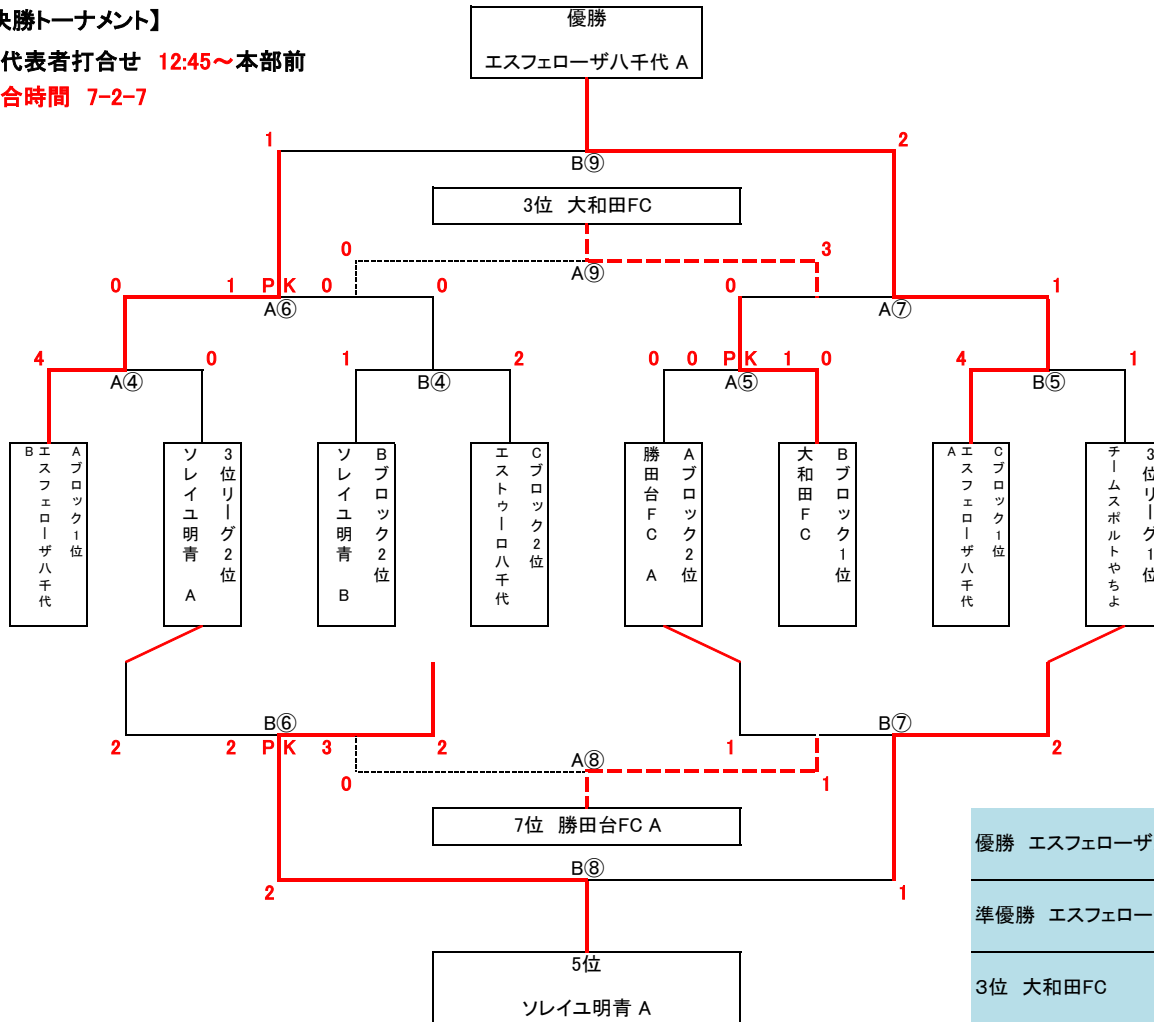 決勝トーナメント】
代表者打合せ 12:45～本部前
合時間 7-2-7
優勝
エスフェローザ八千代 A
1
2
B⑨
3位 大和田FC
0
3
A⑨
0 1 PK 0 0
A⑥
0 1
A⑦
4 0
A④
1 2
B④
0 0 PK 1 0
A⑤
4 1
B⑤
Aブロック1位
エスフェローザ八千代 B
3位リーグ2位
ソレイユ明青 A
Bブロック2位
ソレイユ明青 B
Cブロック2位
エストゥーロ八千代
Aブロック2位
勝田台FC A
Bブロック1位
大和田FC
Cブロック1位
エスフェローザ八千代 A
3位リーグ1位
チームスポルトやちよ
B⑥
2 2 PK 3 2
B⑦
1 2
A⑧
0 1
7位 勝田台FC A
B⑧
2 1
5位
ソレイユ明青 A
優勝 エスフェローザ
準優勝 エスフェロー
3位 大和田FC